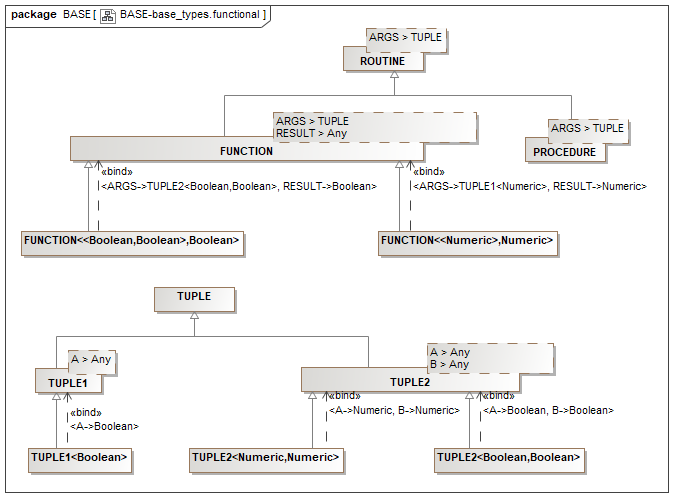 package BASE [ BASE-base_types.functional ]
ARGS > TUPLE
ROUTINE
ARGS > TUPLE
RESULT > Any
FUNCTION
ARGS > TUPLE
PROCEDURE
«bind»
<ARGS->TUPLE2<Boolean,Boolean>, RESULT->Boolean>
«bind»
<ARGS->TUPLE1<Numeric>, RESULT->Numeric>
FUNCTION<<Boolean,Boolean>,Boolean>
FUNCTION<<Numeric>,Numeric>
TUPLE
A > Any
TUPLE1
A > Any
B > Any
TUPLE2
«bind»
<A->Boolean>
«bind»
<A->Numeric, B->Numeric>
«bind»
<A->Boolean, B->Boolean>
TUPLE1<Boolean>
TUPLE2<Numeric,Numeric>
TUPLE2<Boolean,Boolean>